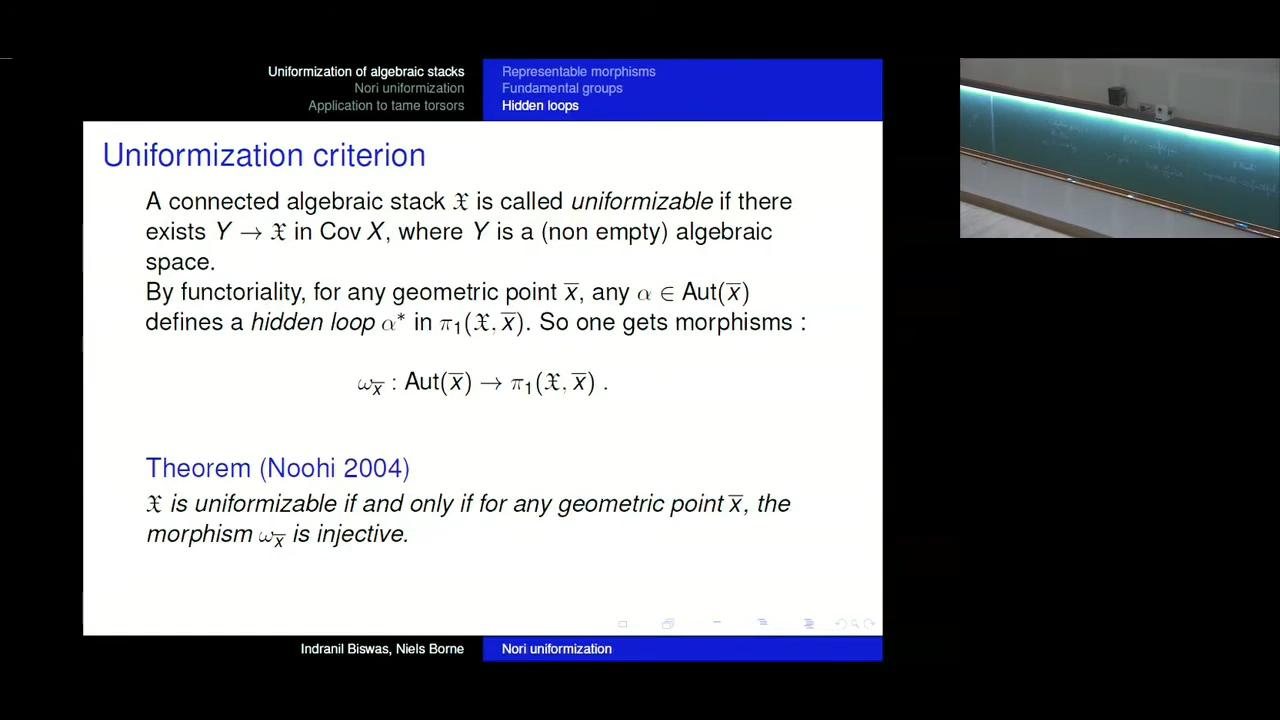 Uniformization of algebraic stacks
Nori uniformization
Application to tame torsors
Representable morphisms
Fundamental groups
Hidden loops
Uniformization criterion
A connected algebraic stack 𝔛 is called uniformizable if there
exists Y → 𝔛 in Cov X, where Y is a (non empty) algebraic
space.
By functoriality, for any geometric point x̅, any α ∈ Aut(x̅)
defines a hidden loop α* in π₁(𝔛, x̅). So one gets morphisms :
ω_x̅ : Aut(x̅) → π₁(𝔛, x̅) .
Theorem (Noohi 2004)
𝔛 is uniformizable if and only if for any geometric point x̅, the
morphism ω_x̅ is injective.
Indranil Biswas, Niels Borne
Nori uniformization